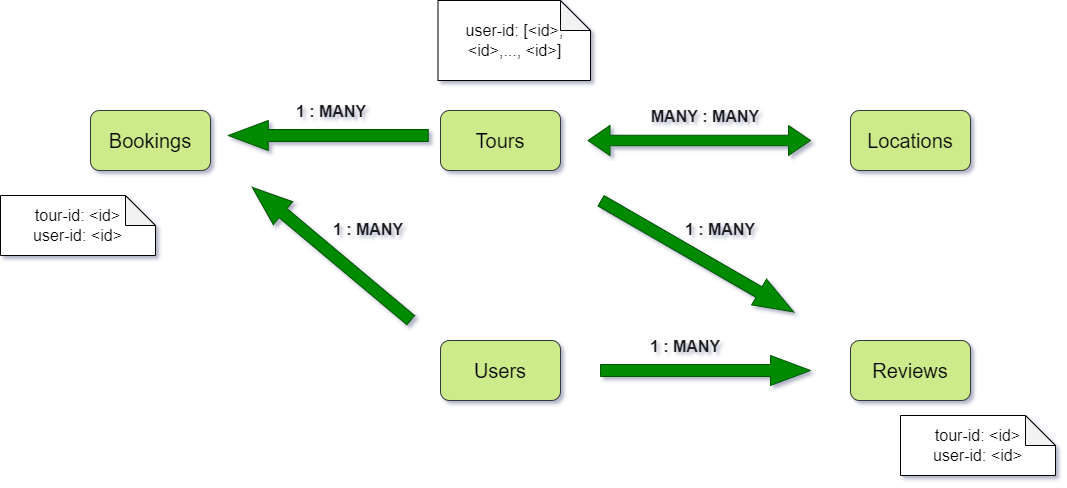 user-id: [<id>,
<id>,..., <id>]
1 : MANY
MANY : MANY
Bookings
Tours
Locations
tour-id: <id>
user-id: <id>
1 : MANY
1 : MANY
1 : MANY
Users
Reviews
tour-id: <id>
user-id: <id>